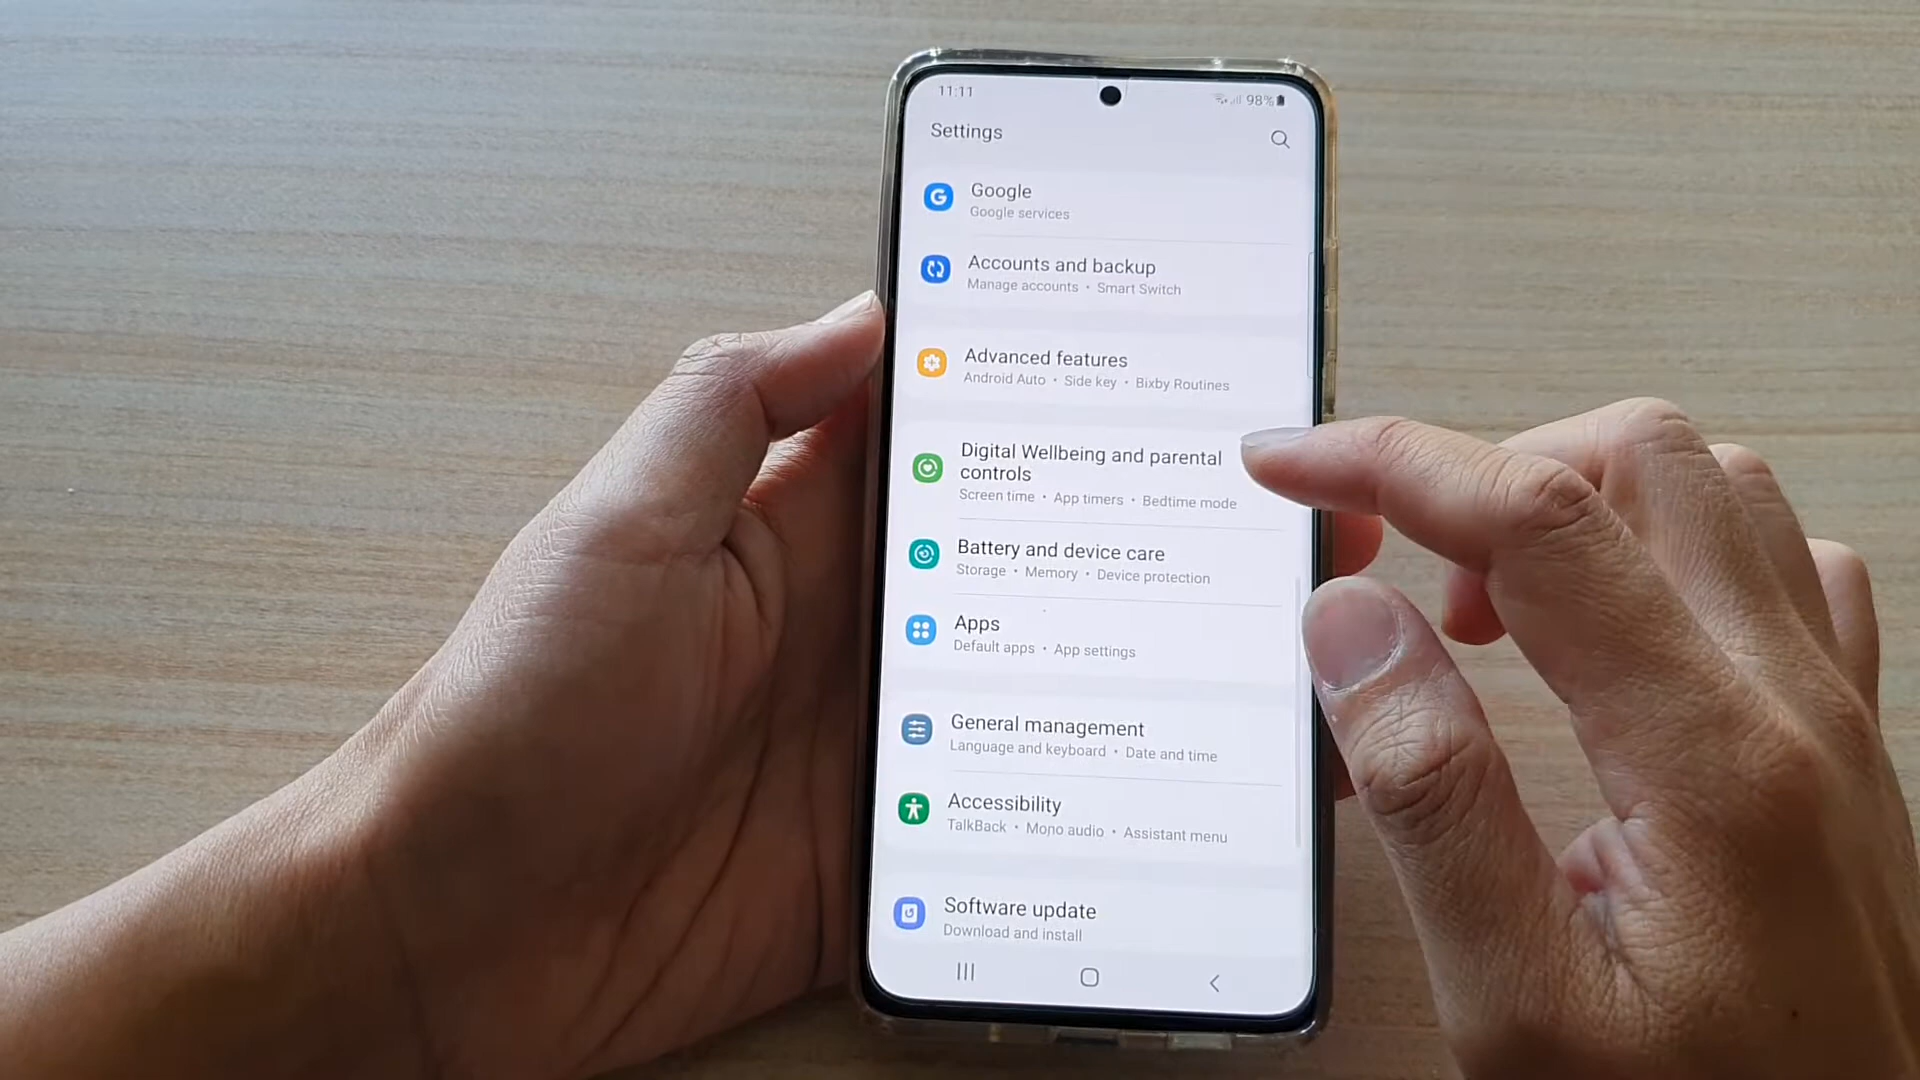 11:11
98%
Settings
Google
Google services
Accounts and backup
Manage accounts • Smart Switch
Advanced features
Android Auto • Side key • Bixby Routines
Digital Wellbeing and parental
controls
Screen time • App timers • Bedtime mode
Battery and device care
Storage • Memory • Device protection
Apps
Default apps • App settings
General management
Language and keyboard • Date and time
Accessibility
TalkBack • Mono audio • Assistant menu
Software update
Download and install